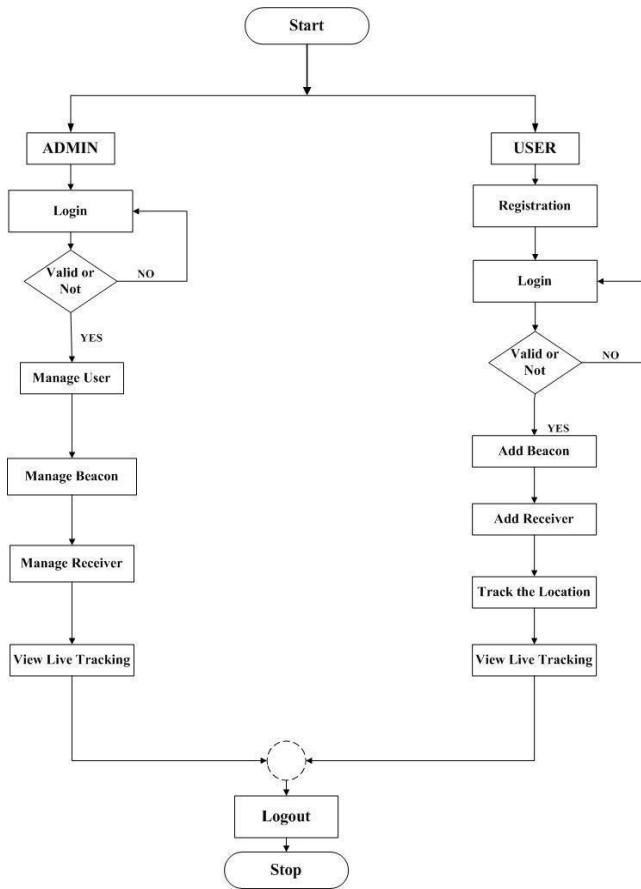 Start
ADMIN
Login
Valid or
Not
NO
YES
Manage User
Manage Beacon
Manage Receiver
View Live Tracking
USER
Registration
Login
Valid or
Not
NO
YES
Add Beacon
Add Receiver
Track the Location
View Live Tracking
Logout
Stop